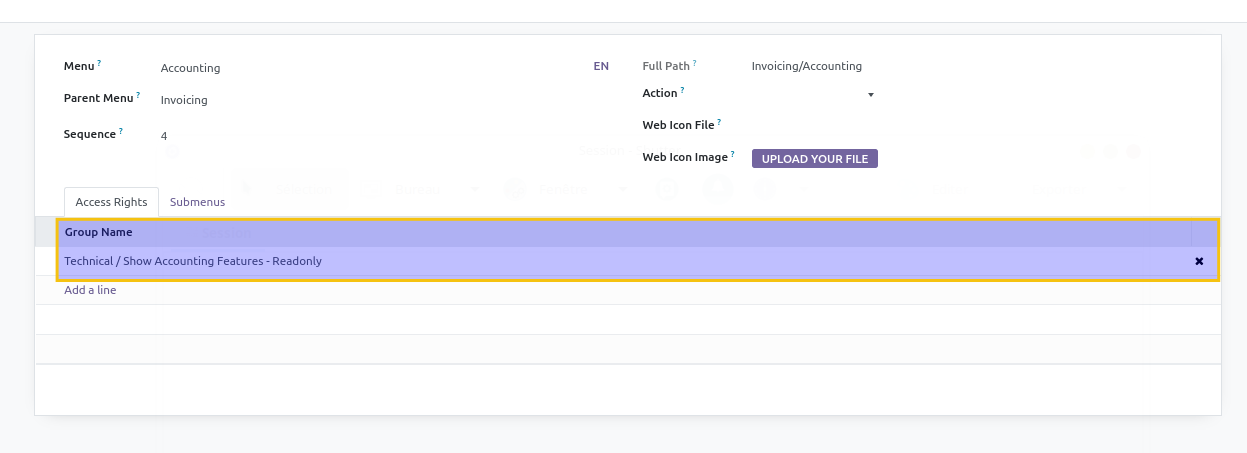 Menu ?
Accounting
EN
Parent Menu ?
Invoicing
Sequence ?
4
Full Path ?
Invoicing/Accounting
Action ?
Web Icon File ?
Web Icon Image ?
UPLOAD YOUR FILE
Access Rights
Submenus
Group Name
Technical / Show Accounting Features - Readonly
Add a line